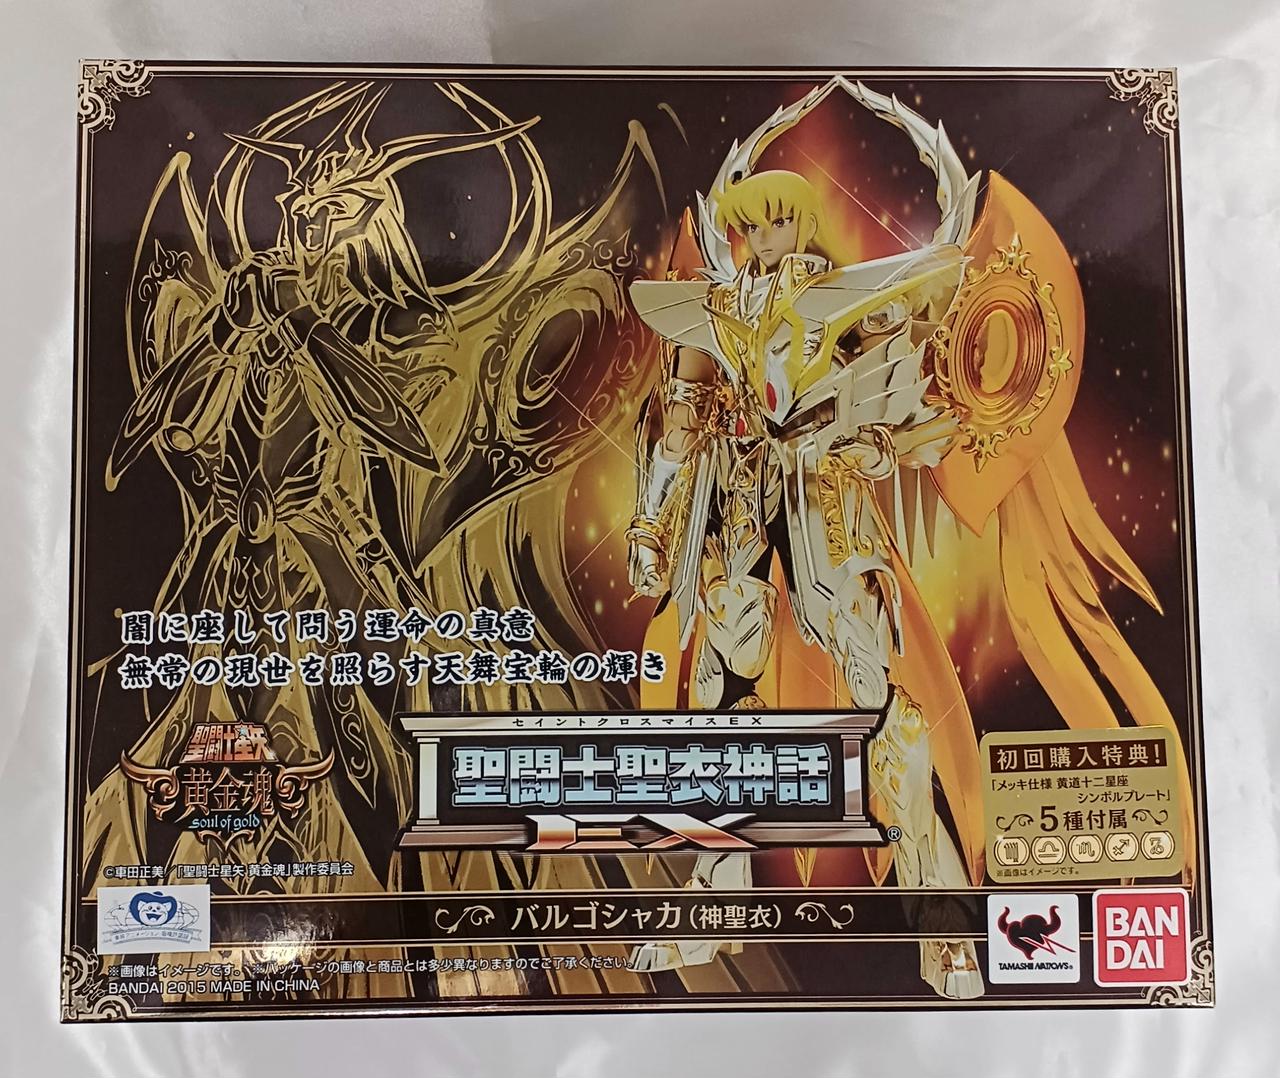 闇に座して問う運命の真意
無常の現世を照らす天舞宝輪の輝き
聖闘士星矢
黄金魂
soul of gold
セイントクロスマイスEX
聖闘士聖衣神話
EX
®
初回購入特典!
「メッキ仕様 黄道十二星座
シンボルプレート」
5種付属
※画像はイメージです。
©車田正美/「聖闘士星矢 黄金魂」製作委員会
バルゴシャカ(神聖衣)
TAMASHII NATIONS®
BAN
DAI
※画像はイメージです。 ※パッケージの画像と商品とは多少異なりますのでご了承ください。
BANDAI 2015 MADE IN CHINA